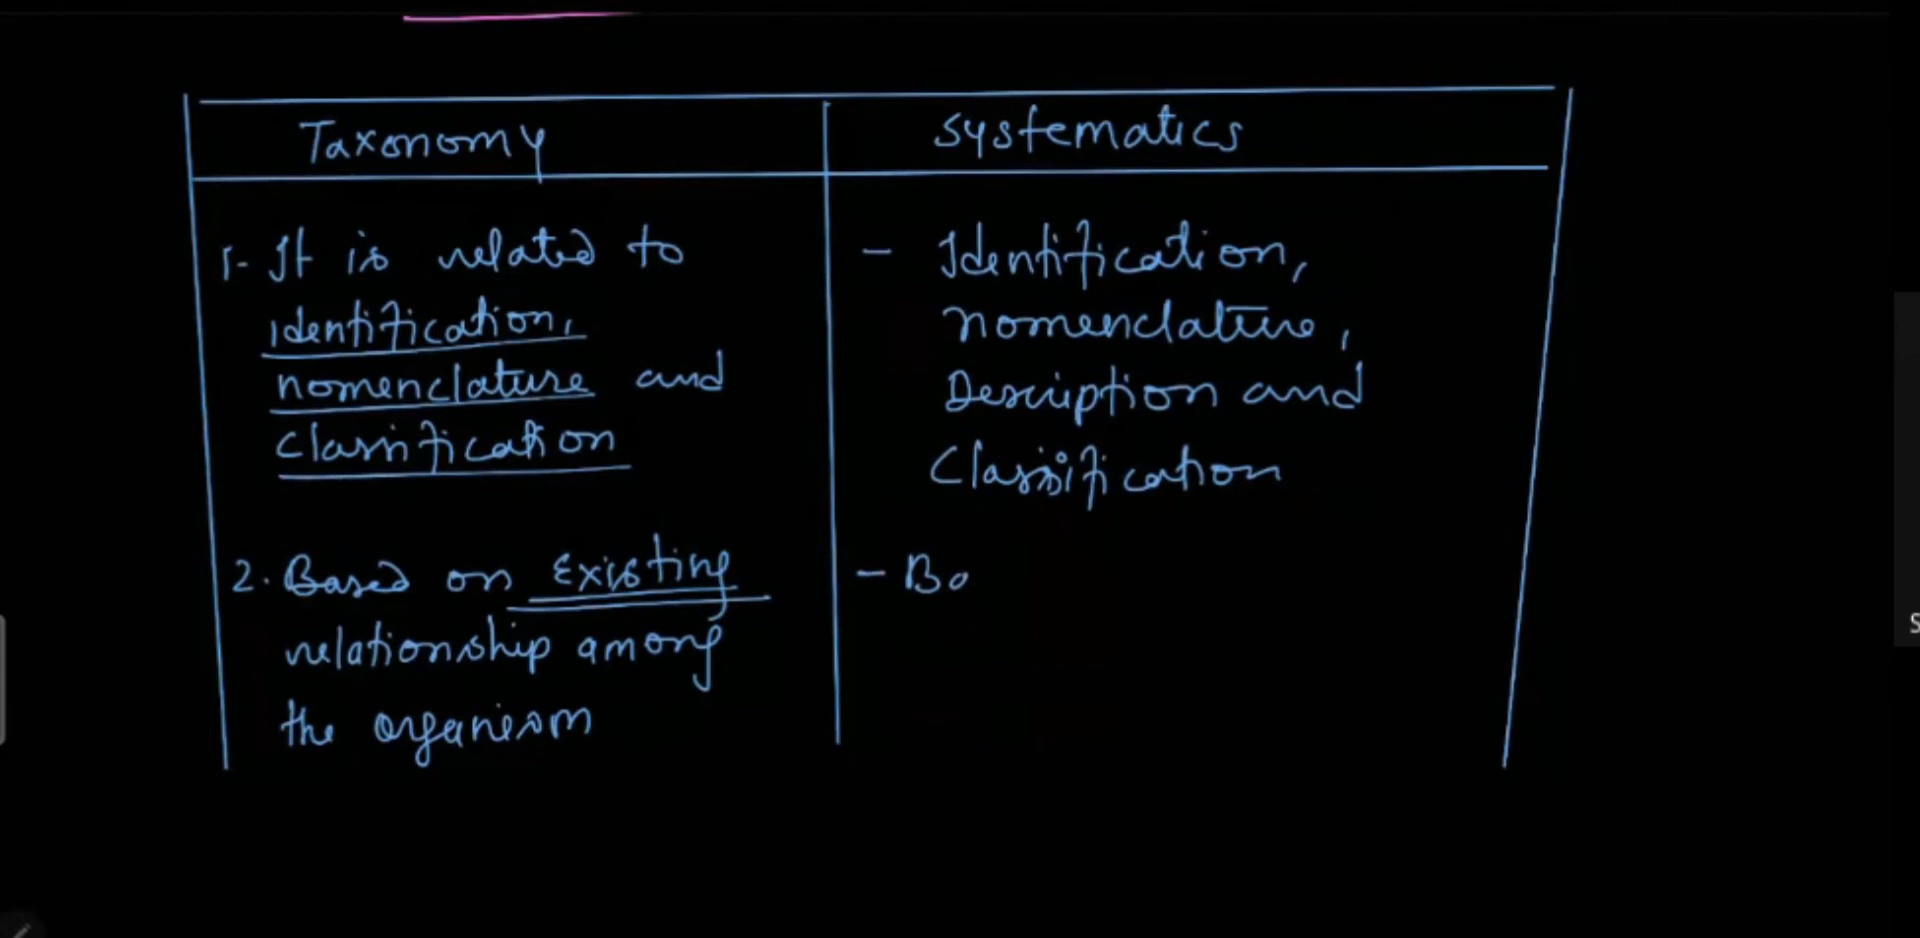 Taxonomy
Systematics
1- It is related to
identification,
nomenclature and
classification
- Identification,
nomenclature,
Description and
Classification
2. Based on Existing
relationship among
the organism
- Ba
S